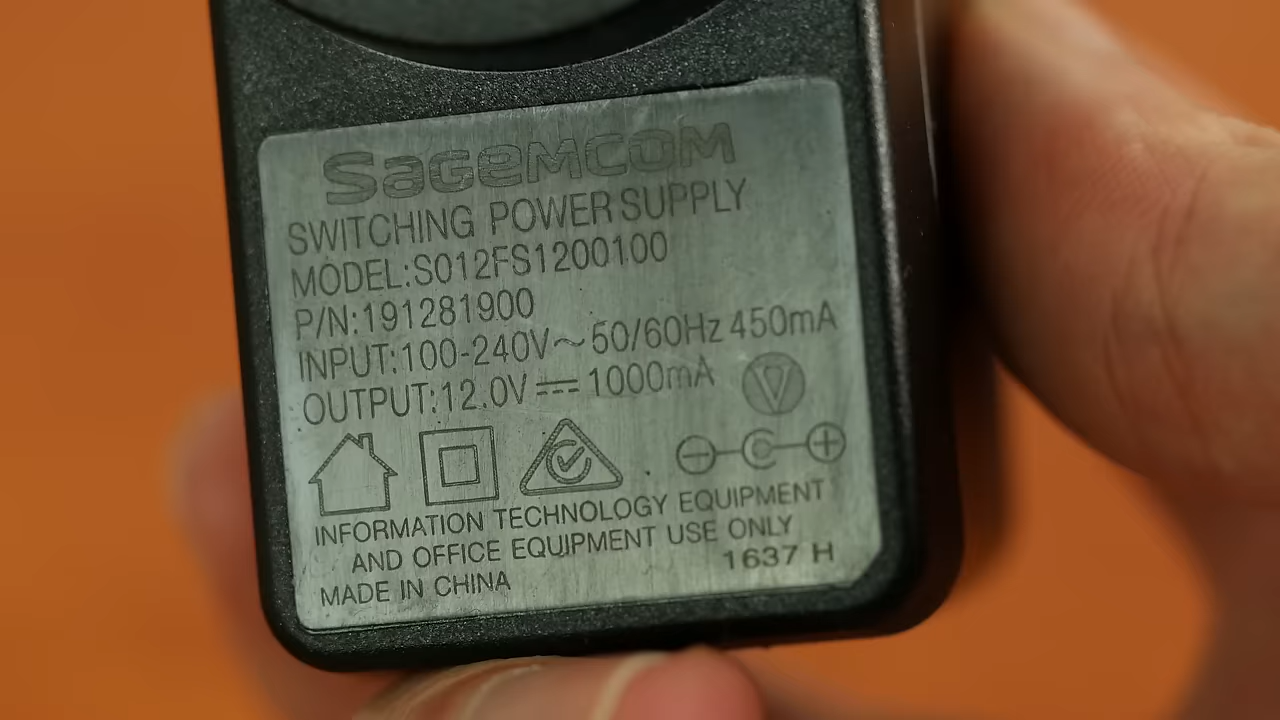 SAGEMCOM
SWITCHING POWER SUPPLY
MODEL:S012FS1200100
P/N:191281900
INPUT:100-240V～50/60Hz 450mA
OUTPUT:12.0V⎓1000mA V
INFORMATION TECHNOLOGY EQUIPMENT
AND OFFICE EQUIPMENT USE ONLY
MADE IN CHINA 1637 H